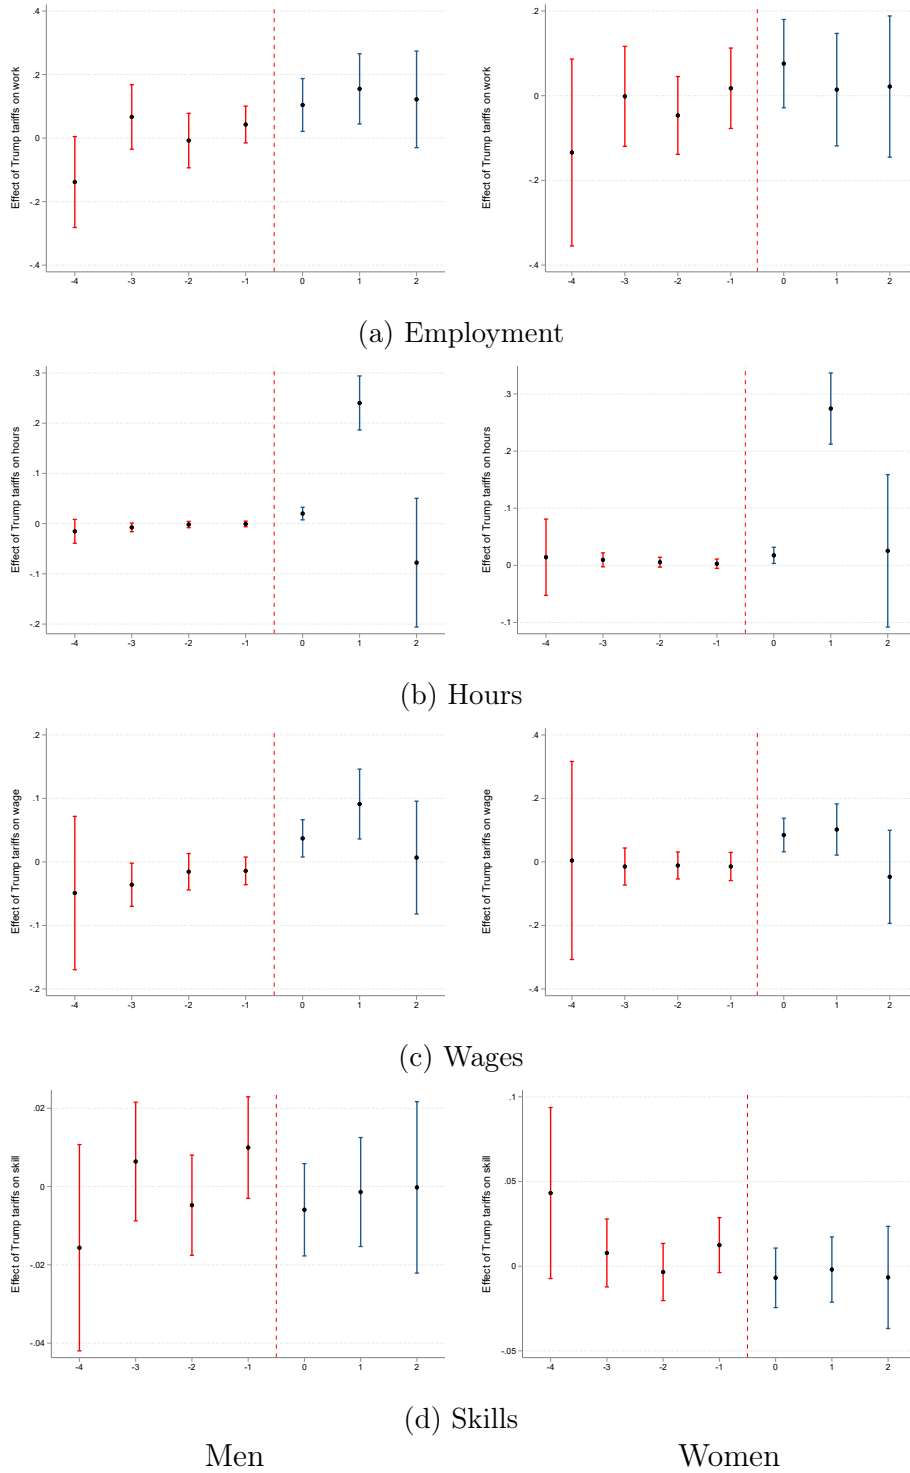 Effect of Trump tariffs on work
.4
.2
0
-.2
-.4
-4 -3 -2 -1 0 1 2
Effect of Trump tariffs on work
.2
0
-.2
-.4
-4 -3 -2 -1 0 1 2
(a) Employment
Effect of Trump tariffs on hours
.3
.2
.1
0
-.1
-.2
-4 -3 -2 -1 0 1 2
Effect of Trump tariffs on hours
.3
.2
.1
0
-.1
-4 -3 -2 -1 0 1 2
(b) Hours
Effect of Trump tariffs on wage
.2
.1
0
-.1
-.2
-4 -3 -2 -1 0 1 2
Effect of Trump tariffs on wage
.4
.2
0
-.2
-.4
-4 -3 -2 -1 0 1 2
(c) Wages
Effect of Trump tariffs on skill
.02
0
-.02
-.04
-4 -3 -2 -1 0 1 2
Effect of Trump tariffs on skill
.1
.05
0
-.05
-4 -3 -2 -1 0 1 2
(d) Skills
Men Women